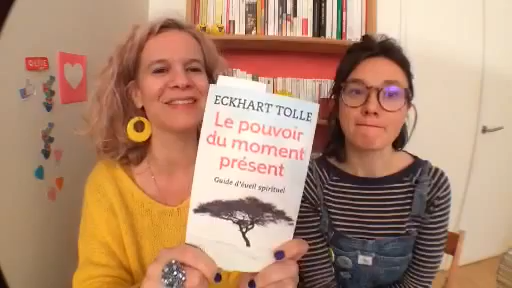 ECKHART TOLLE
Le pouvoir
du moment
présent
Guide d'éveil spirituel